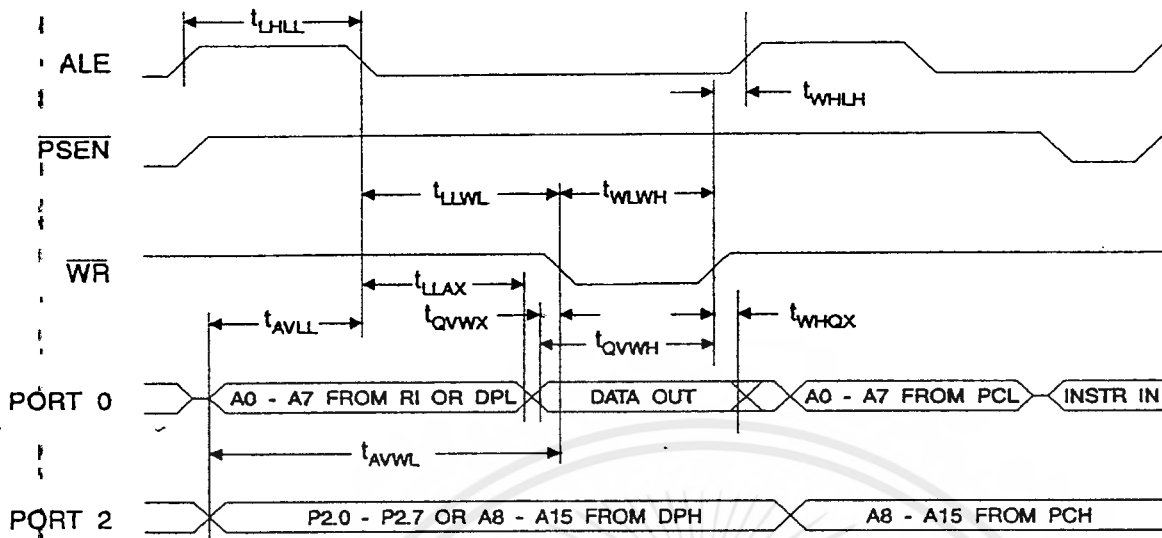 tLHLL
ALE
tWHLH
PSEN
tLLWL
tWLWH
WR
tLLAX
tQVWX
tAVLL
tWHQX
tQVWH
PORT 0
A0 - A7 FROM RI OR DPL
DATA OUT
A0 - A7 FROM PCL
INSTR IN
tAVWL
PORT 2
P2.0 - P2.7 OR A8 - A15 FROM DPH
A8 - A15 FROM PCH